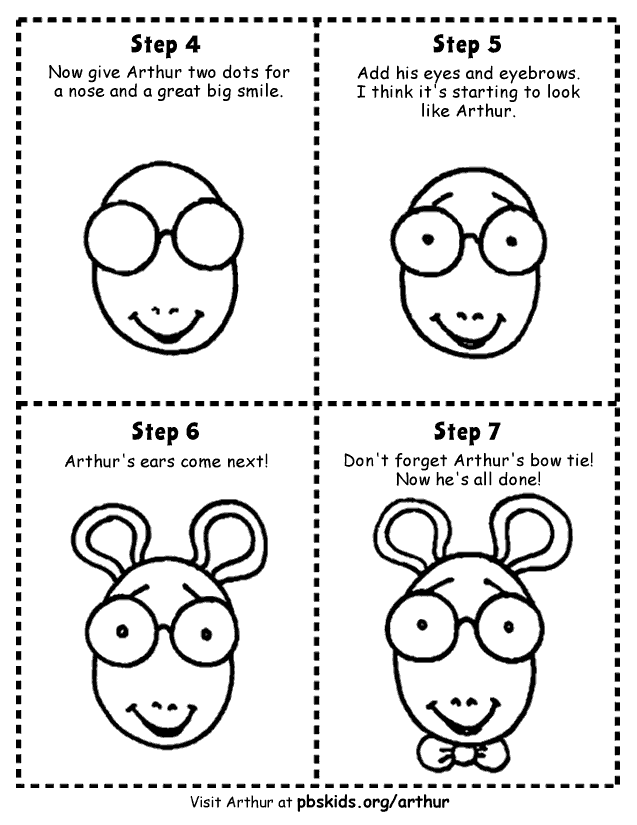 Step 4
Now give Arthur two dots for
a nose and a great big smile.
Step 5
Add his eyes and eyebrows.
I think it's starting to look
like Arthur.
Step 6
Arthur's ears come next!
Step 7
Don't forget Arthur's bow tie!
Now he's all done!
Visit Arthur at pbskids.org/arthur